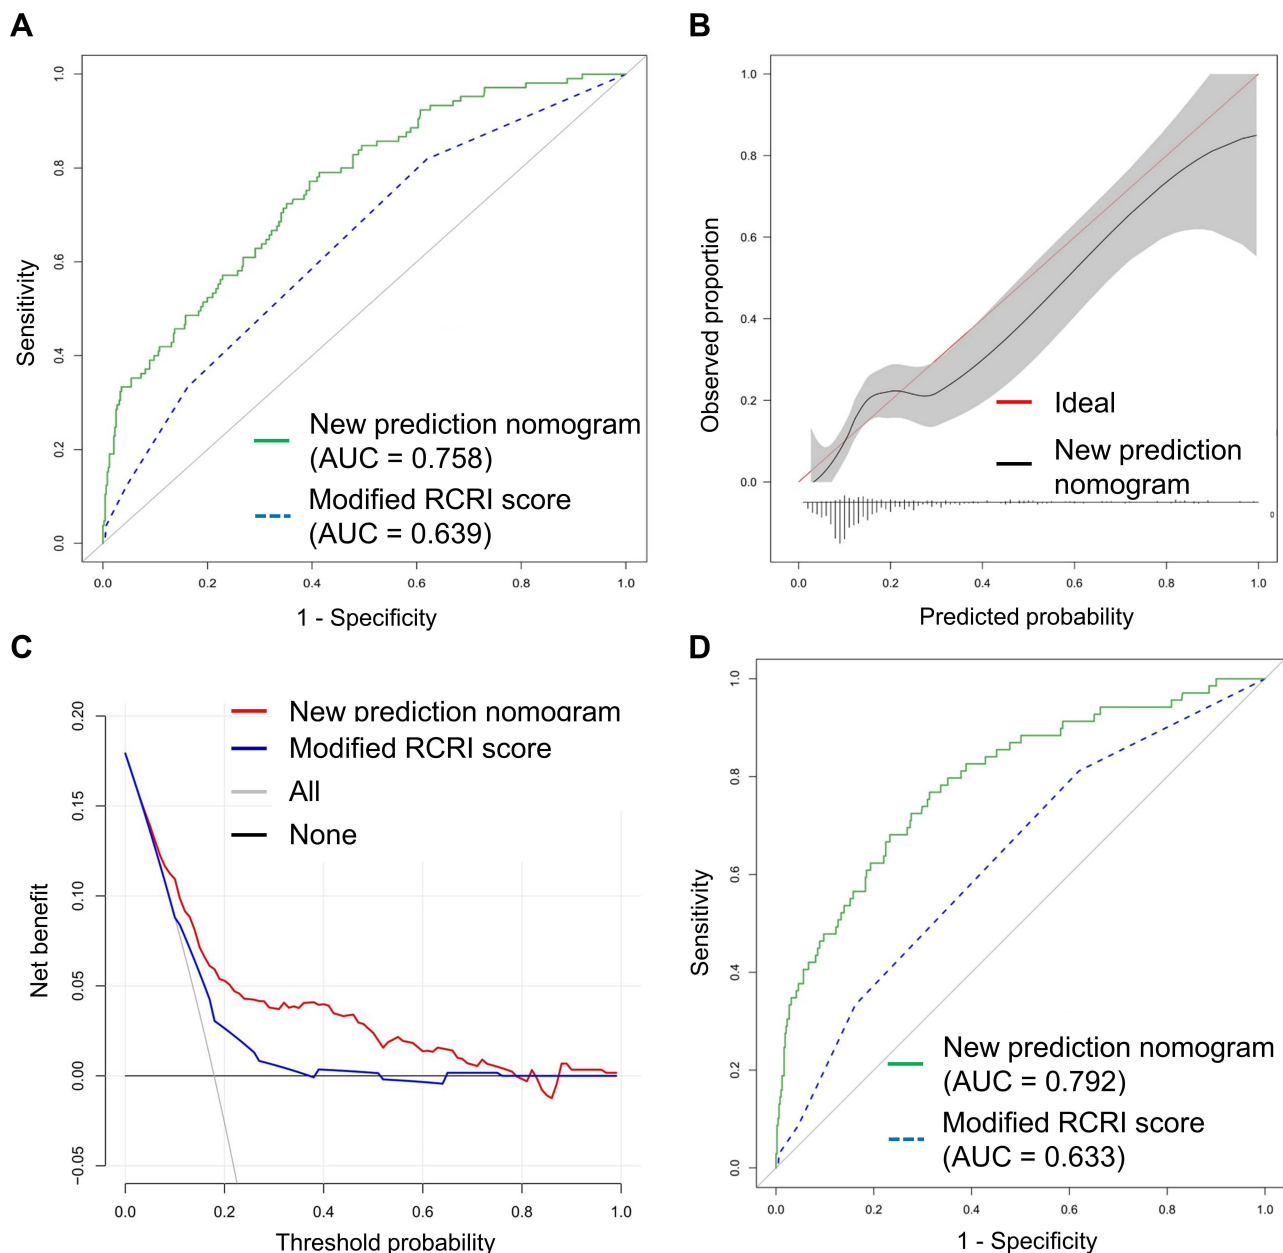 A
1.0
0.8
0.6
0.4
0.2
0.0
Sensitivity
New prediction nomogram
(AUC = 0.758)
Modified RCRI score
(AUC = 0.639)
0.0 0.2 0.4 0.6 0.8 1.0
1 - Specificity
B
1.0
0.8
0.6
0.4
0.2
0.0
Observed proportion
Ideal
New prediction
nomogram
0
0.0 0.2 0.4 0.6 0.8 1.0
Predicted probability
C
0.20
0.15
0.10
0.05
0.00
−0.05
Net benefit
New prediction nomogram
Modified RCRI score
All
None
0.0 0.2 0.4 0.6 0.8 1.0
Threshold probability
D
1.0
0.8
0.6
0.4
0.2
0.0
Sensitivity
New prediction nomogram
(AUC = 0.792)
Modified RCRI score
(AUC = 0.633)
0.0 0.2 0.4 0.6 0.8 1.0
1 - Specificity